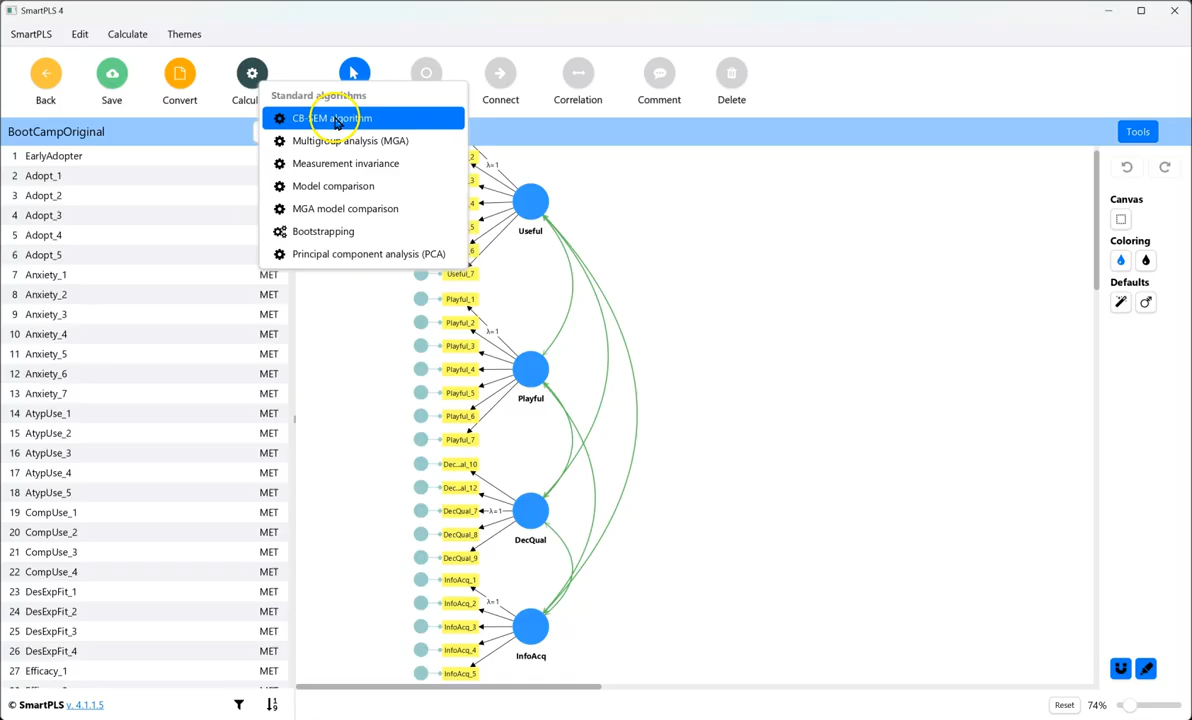 SmartPLS 4
SmartPLS Edit Calculate Themes
Back Save Convert Connect Correlation Comment Delete
Standard algorithms
CB-SEM algorithm
Multigroup analysis (MGA)
Measurement invariance
Model comparison
MGA model comparison
Bootstrapping
Principal component analysis (PCA)
BootCampOriginal
Tools
1 EarlyAdopter
2 Adopt_1
3 Adopt_2
4 Adopt_3
5 Adopt_4
6 Adopt_5
7 Anxiety_1 MET
8 Anxiety_2 MET
9 Anxiety_3 MET
10 Anxiety_4 MET
11 Anxiety_5 MET
12 Anxiety_6 MET
13 Anxiety_7 MET
14 AtypUse_1 MET
15 AtypUse_2 MET
16 AtypUse_3 MET
17 AtypUse_4 MET
18 AtypUse_5 MET
19 CompUse_1 MET
20 CompUse_2 MET
21 CompUse_3 MET
22 CompUse_4 MET
23 DesExpFit_1 MET
24 DesExpFit_2 MET
25 DesExpFit_3 MET
26 DesExpFit_4 MET
27 Efficacy_1 MET
_2
_3
_4
_5
_6
Useful_7
λ=1
Useful
Playful_1
Playful_2
Playful_3
Playful_4
Playful_5
Playful_6
Playful_7
λ=1
Playful
Dec...al_10
Dec...al_12
DecQual_7
DecQual_8
DecQual_9
λ=1
DecQual
InfoAcq_1
InfoAcq_2
InfoAcq_3
InfoAcq_4
InfoAcq_5
λ=1
InfoAcq
Canvas
Coloring
Defaults
© SmartPLS v. 4.1.1.5
Reset 74%